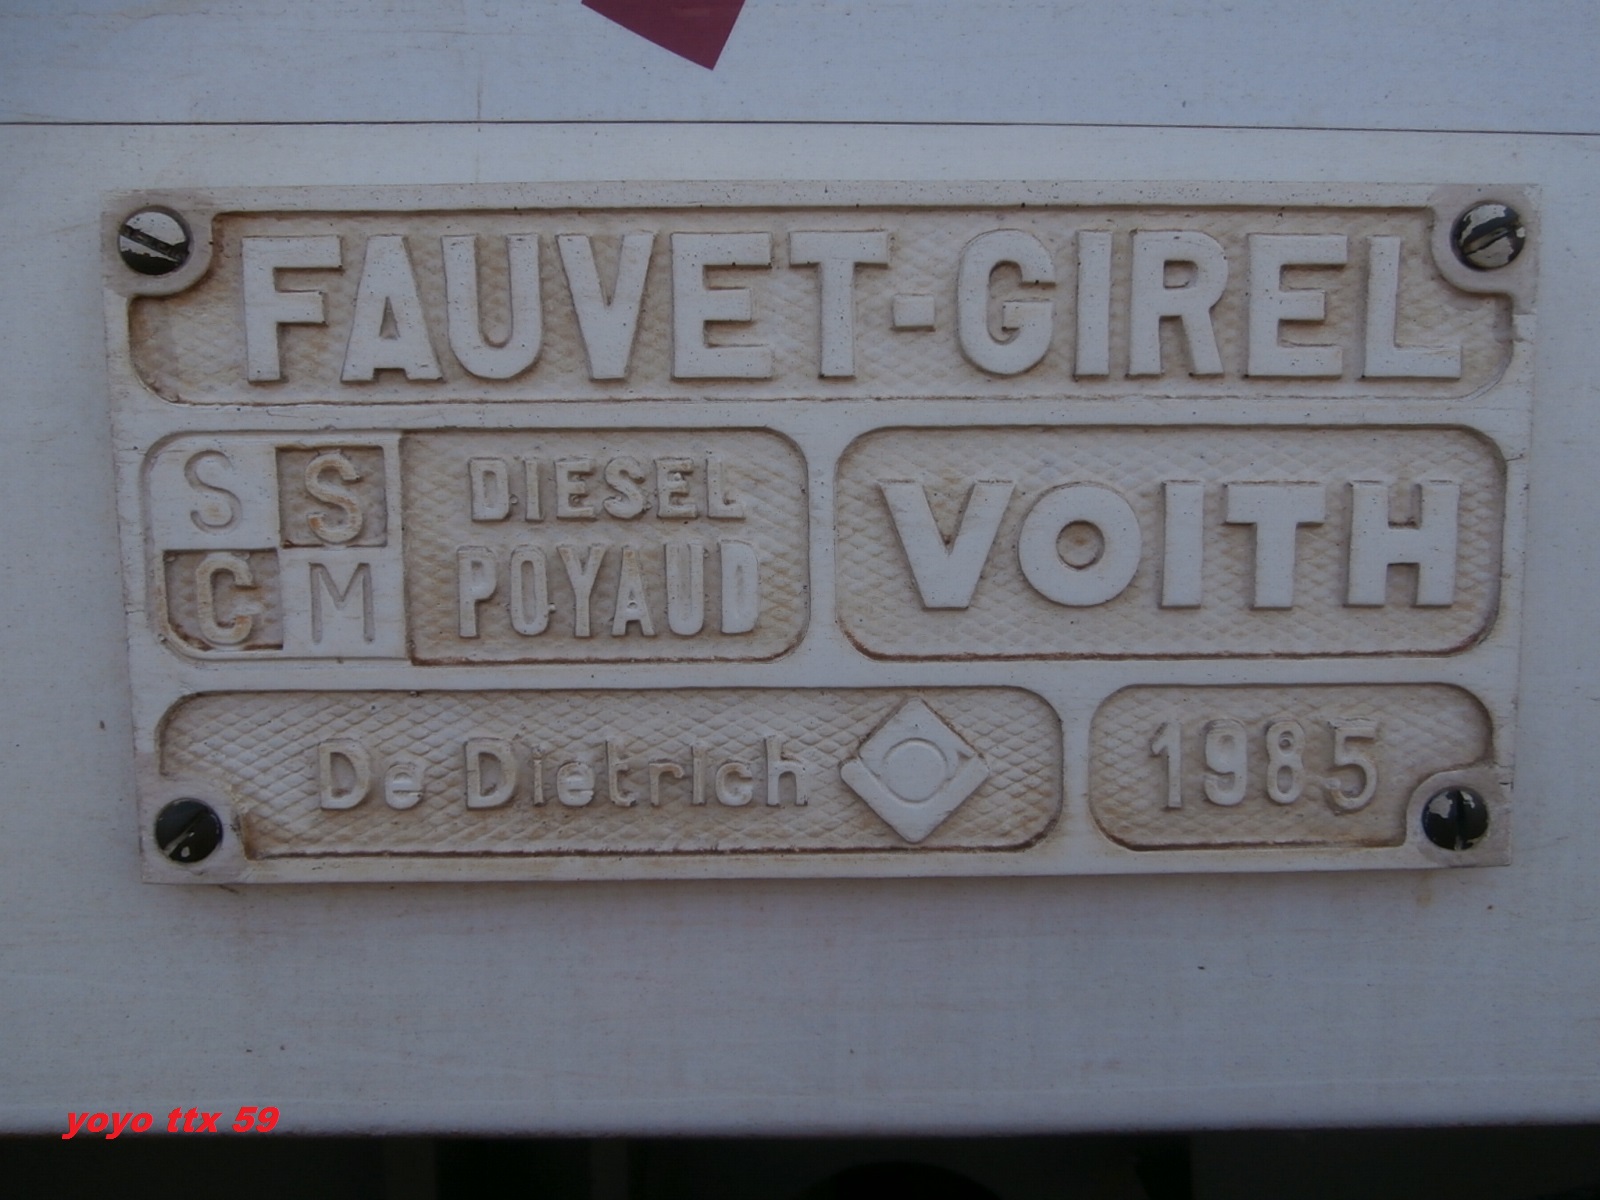 FAUVET-GIREL
S S
C M
DIESEL
POYAUD
VOITH
De Dietrich
1985
yoyo ttx 59